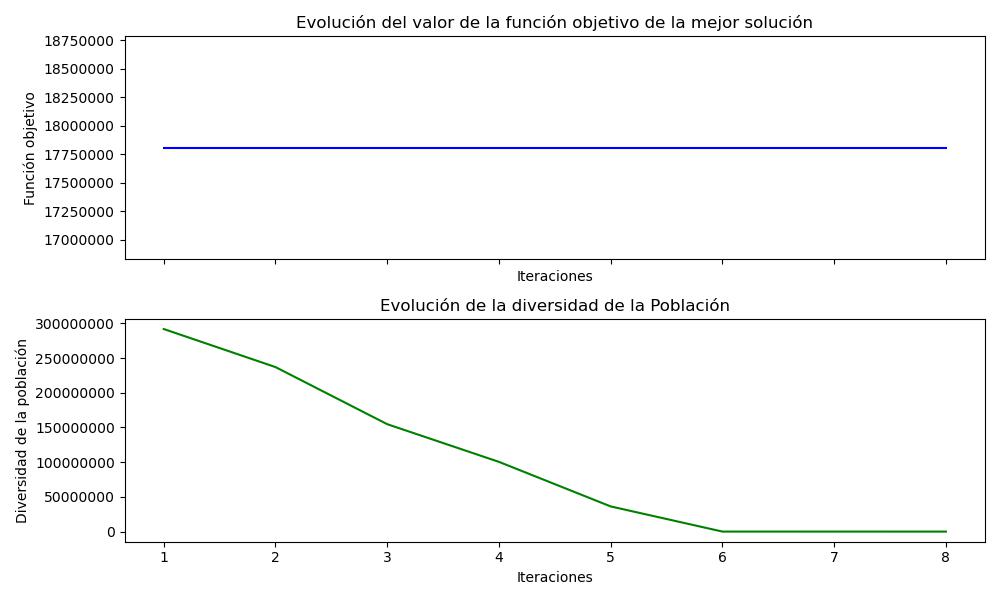 Evolución del valor de la función objetivo de la mejor solución
18750000
18500000
18250000
18000000
17750000
17500000
17250000
17000000
Función objetivo
Iteraciones
Evolución de la diversidad de la Población
300000000
250000000
200000000
150000000
100000000
50000000
0
Diversidad de la población
1 2 3 4 5 6 7 8
Iteraciones